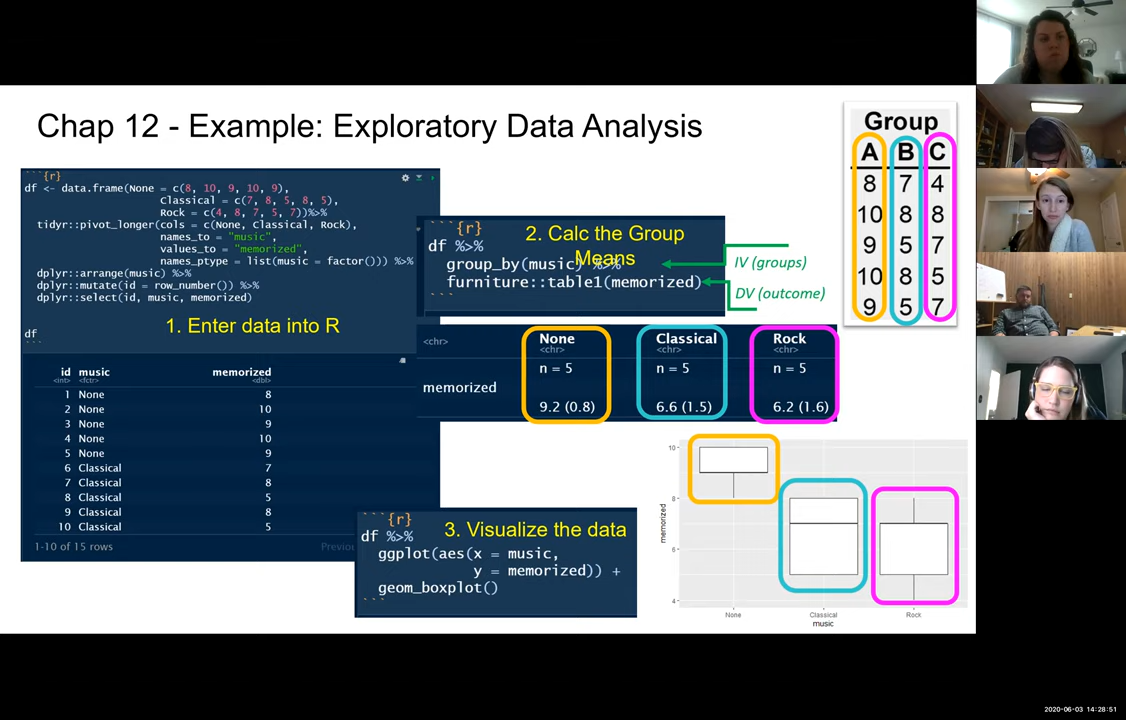 Chap 12 - Example: Exploratory Data Analysis
```{r}
df <- data.frame(None = c(8, 10, 9, 10, 9),
Classical = c(7, 8, 5, 8, 5),
Rock = c(4, 8, 7, 5, 7))%>%
tidyr::pivot_longer(cols = c(None, Classical, Rock),
names_to = "music",
values_to = "memorized",
names_ptype = list(music = factor())) %>%
dplyr::arrange(music) %>%
dplyr::mutate(id = row_number()) %>%
dplyr::select(id, music, memorized)
1. Enter data into R
df
```
id music memorized
<int> <fctr> <dbl>
1 None 8
2 None 10
3 None 9
4 None 10
5 None 9
6 Classical 7
7 Classical 8
8 Classical 5
9 Classical 8
10 Classical 5
1-10 of 15 rows Previou
```{r}
2. Calc the Group
Means
df %>%
group_by(music) %>%
furniture::table1(memorized)
```
IV (groups)
DV (outcome)
<chr> None Classical Rock
<chr> <chr> <chr>
n = 5 n = 5 n = 5
memorized
9.2 (0.8) 6.6 (1.5) 6.2 (1.6)
```{r}
3. Visualize the data
df %>%
ggplot(aes(x = music,
y = memorized)) +
geom_boxplot()
```
Group
A B C
8 7 4
10 8 8
9 5 7
10 8 5
9 5 7
10
8
6
4
memorized
None Classical Rock
music
2020-06-03 14:28:51